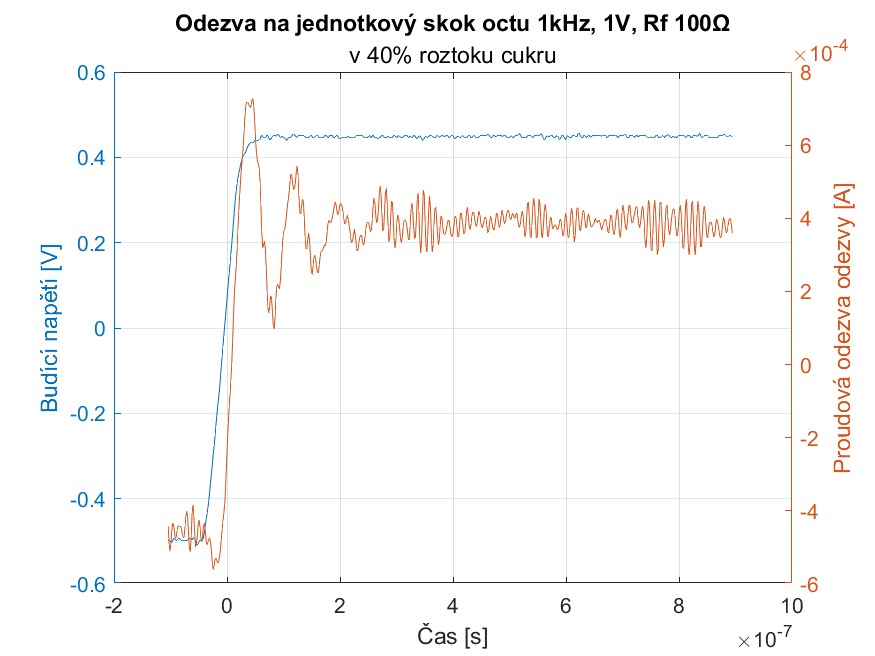 Odezva na jednotkový skok octu 1kHz, 1V, Rf 100Ω
v 40% roztoku cukru
×10^-4
0.6
0.4
0.2
0
-0.2
-0.4
-0.6
Budící napětí [V]
8
6
4
2
0
-2
-4
-6
Proudová odezva odezvy [A]
-2 0 2 4 6 8 10
Čas [s]
×10^-7